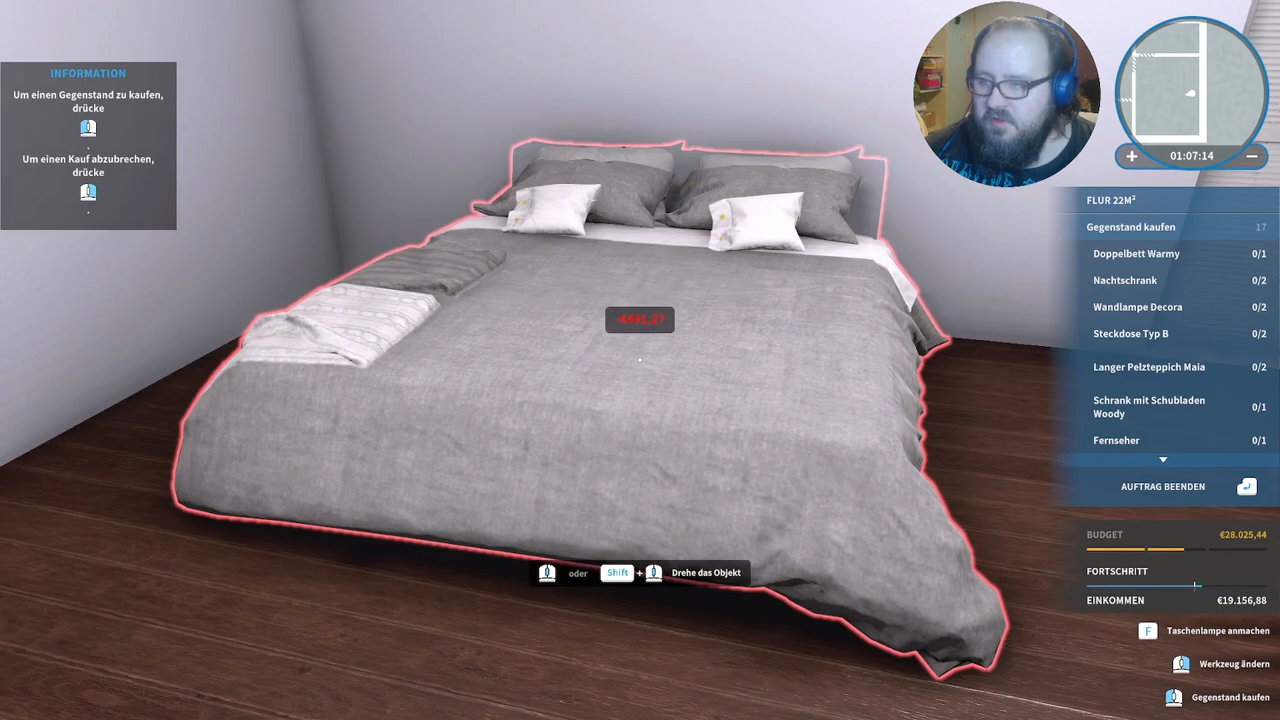 INFORMATION
Um einen Gegenstand zu kaufen,
drücke
.
Um einen Kauf abzubrechen,
drücke
.
01:07:14
FLUR 22M²
Gegenstand kaufen 17
Doppelbett Warmy 0/1
Nachtschrank 0/2
Wandlampe Decora 0/2
Steckdose Typ B 0/2
Langer Pelzteppich Maia 0/2
Schrank mit Schubladen
Woody 0/1
Fernseher 0/1
AUFTRAG BEENDEN
BUDGET €28.025,44
FORTSCHRITT
EINKOMMEN €19.156,88
oder Shift + Drehe das Objekt
F Taschenlampe anmachen
Werkzeug ändern
Gegenstand kaufen